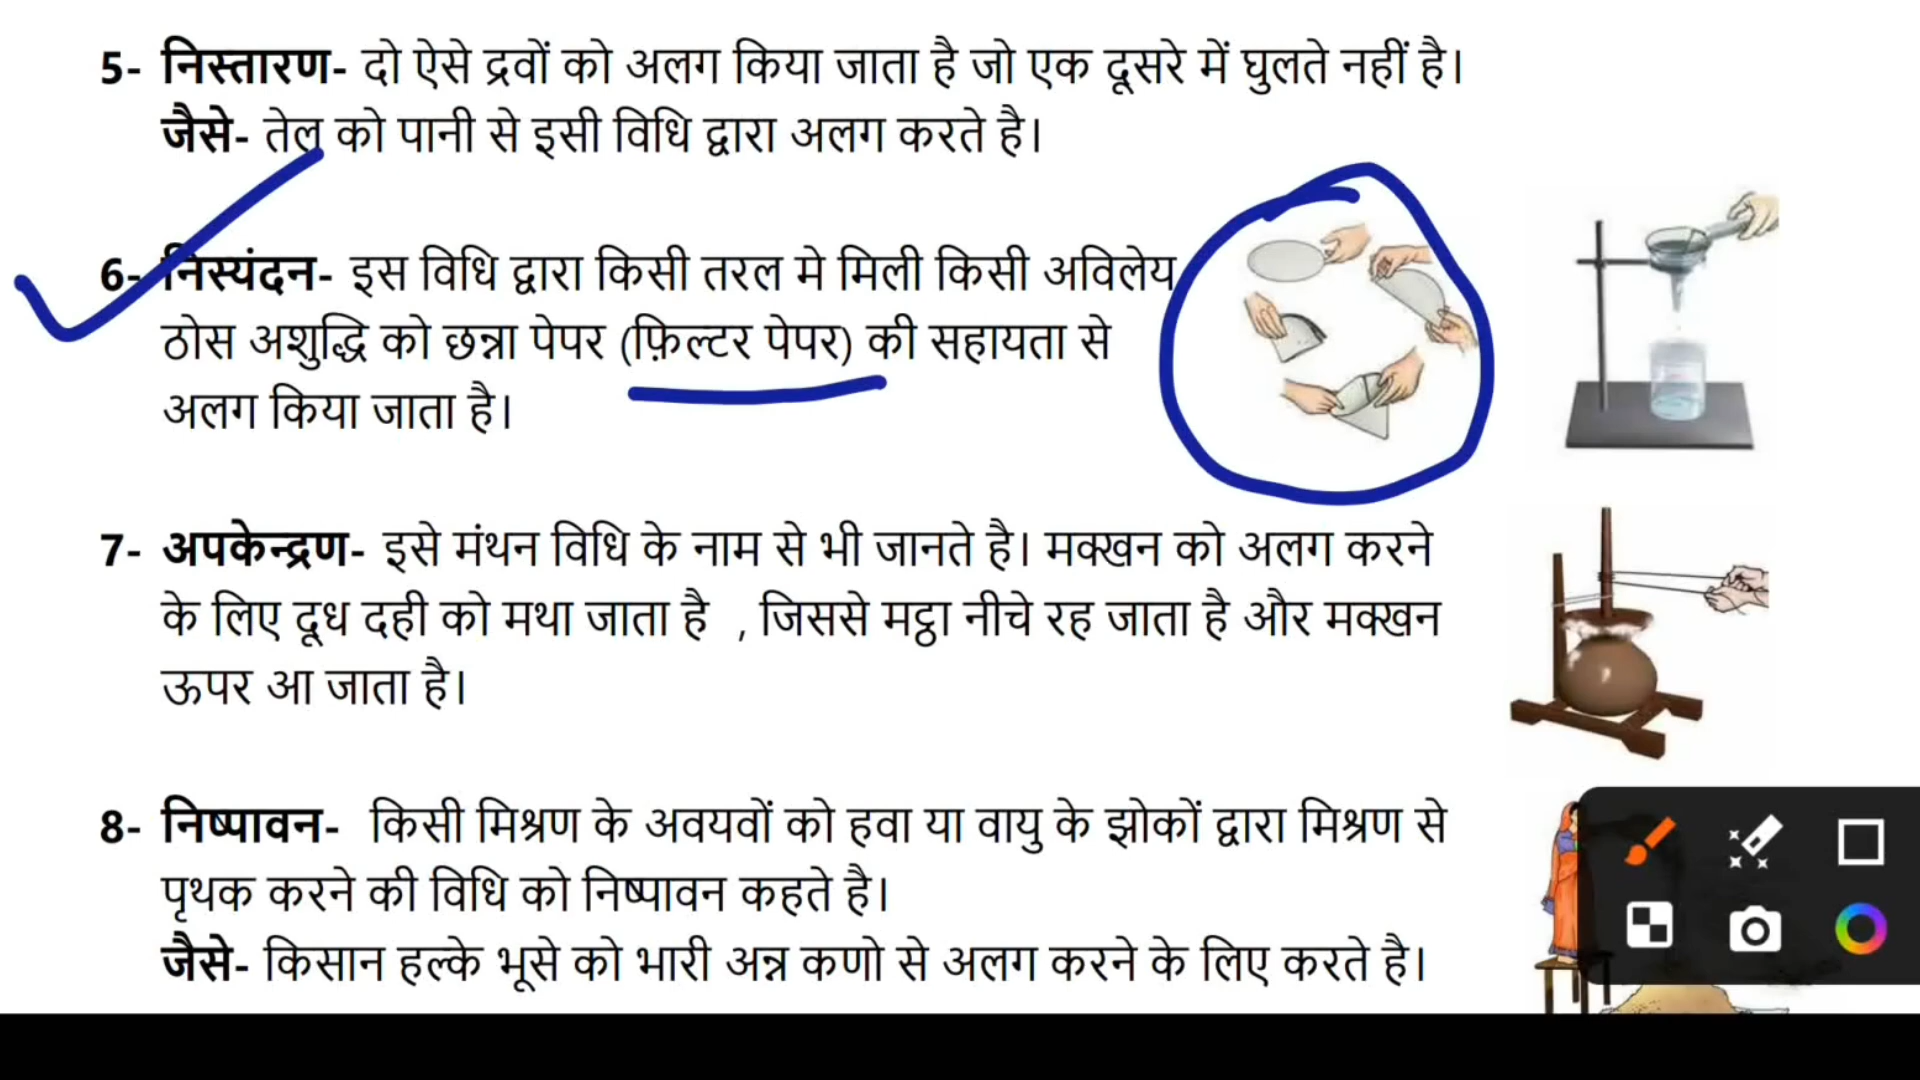 5- निस्तारण- दो ऐसे द्रवों को अलग किया जाता है जो एक दूसरे में घुलते नहीं है।
जैसे- तेल को पानी से इसी विधि द्वारा अलग करते है।
6- निस्यंदन- इस विधि द्वारा किसी तरल मे मिली किसी अविलेय
ठोस अशुद्धि को छन्ना पेपर (फ़िल्टर पेपर) की सहायता से
अलग किया जाता है।
7- अपकेन्द्रण- इसे मंथन विधि के नाम से भी जानते है। मक्खन को अलग करने
के लिए दूध दही को मथा जाता है , जिससे मट्ठा नीचे रह जाता है और मक्खन
ऊपर आ जाता है।
8- निष्पावन- किसी मिश्रण के अवयवों को हवा या वायु के झोकों द्वारा मिश्रण से
पृथक करने की विधि को निष्पावन कहते है।
जैसे- किसान हल्के भूसे को भारी अन्न कणो से अलग करने के लिए करते है।